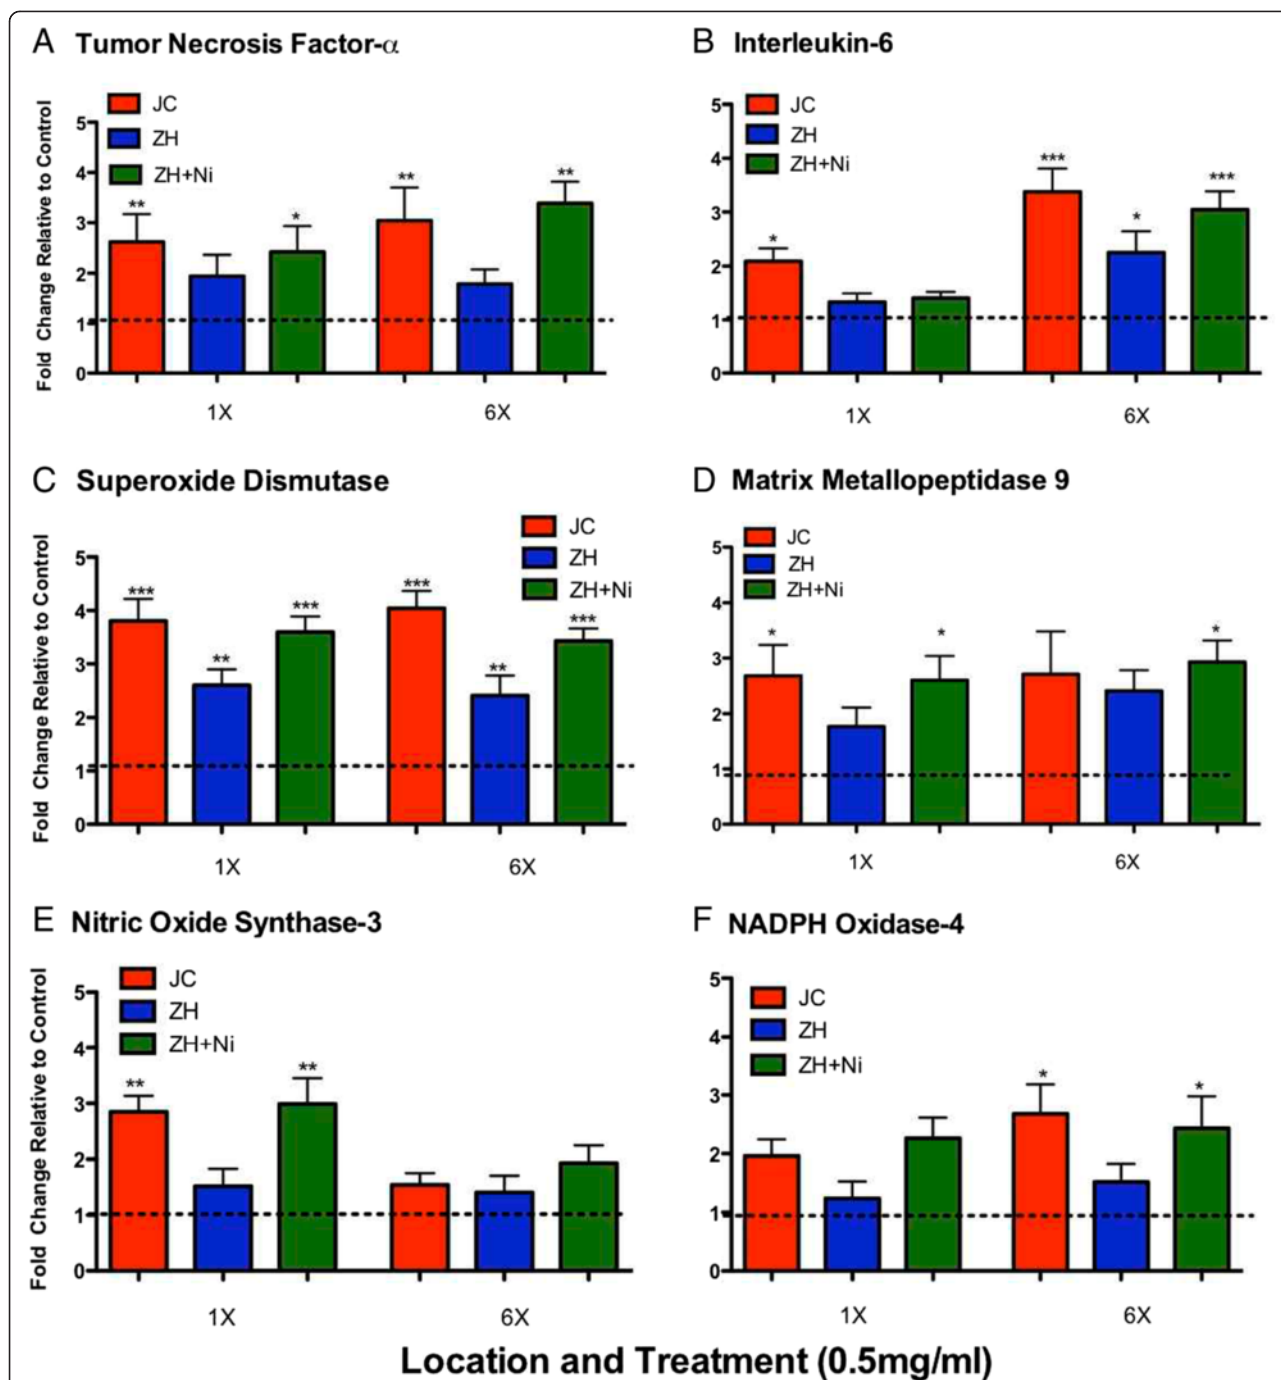 A Tumor Necrosis Factor-α
Fold Change Relative to Control
JC
ZH
ZH+Ni
5
4
3
2
1
0
**
*
**
**
1X
6X
B Interleukin-6
JC
ZH
ZH+Ni
5
4
3
2
1
0
*
***
*
***
1X
6X
C Superoxide Dismutase
Fold Change Relative to Control
JC
ZH
ZH+Ni
5
4
3
2
1
0
***
**
***
***
**
***
1X
6X
D Matrix Metallopeptidase 9
JC
ZH
ZH+Ni
5
4
3
2
1
0
*
*
*
1X
6X
E Nitric Oxide Synthase-3
Fold Change Relative to Control
JC
ZH
ZH+Ni
5
4
3
2
1
0
**
**
1X
6X
F NADPH Oxidase-4
JC
ZH
ZH+Ni
5
4
3
2
1
0
*
*
1X
6X
Location and Treatment (0.5mg/ml)